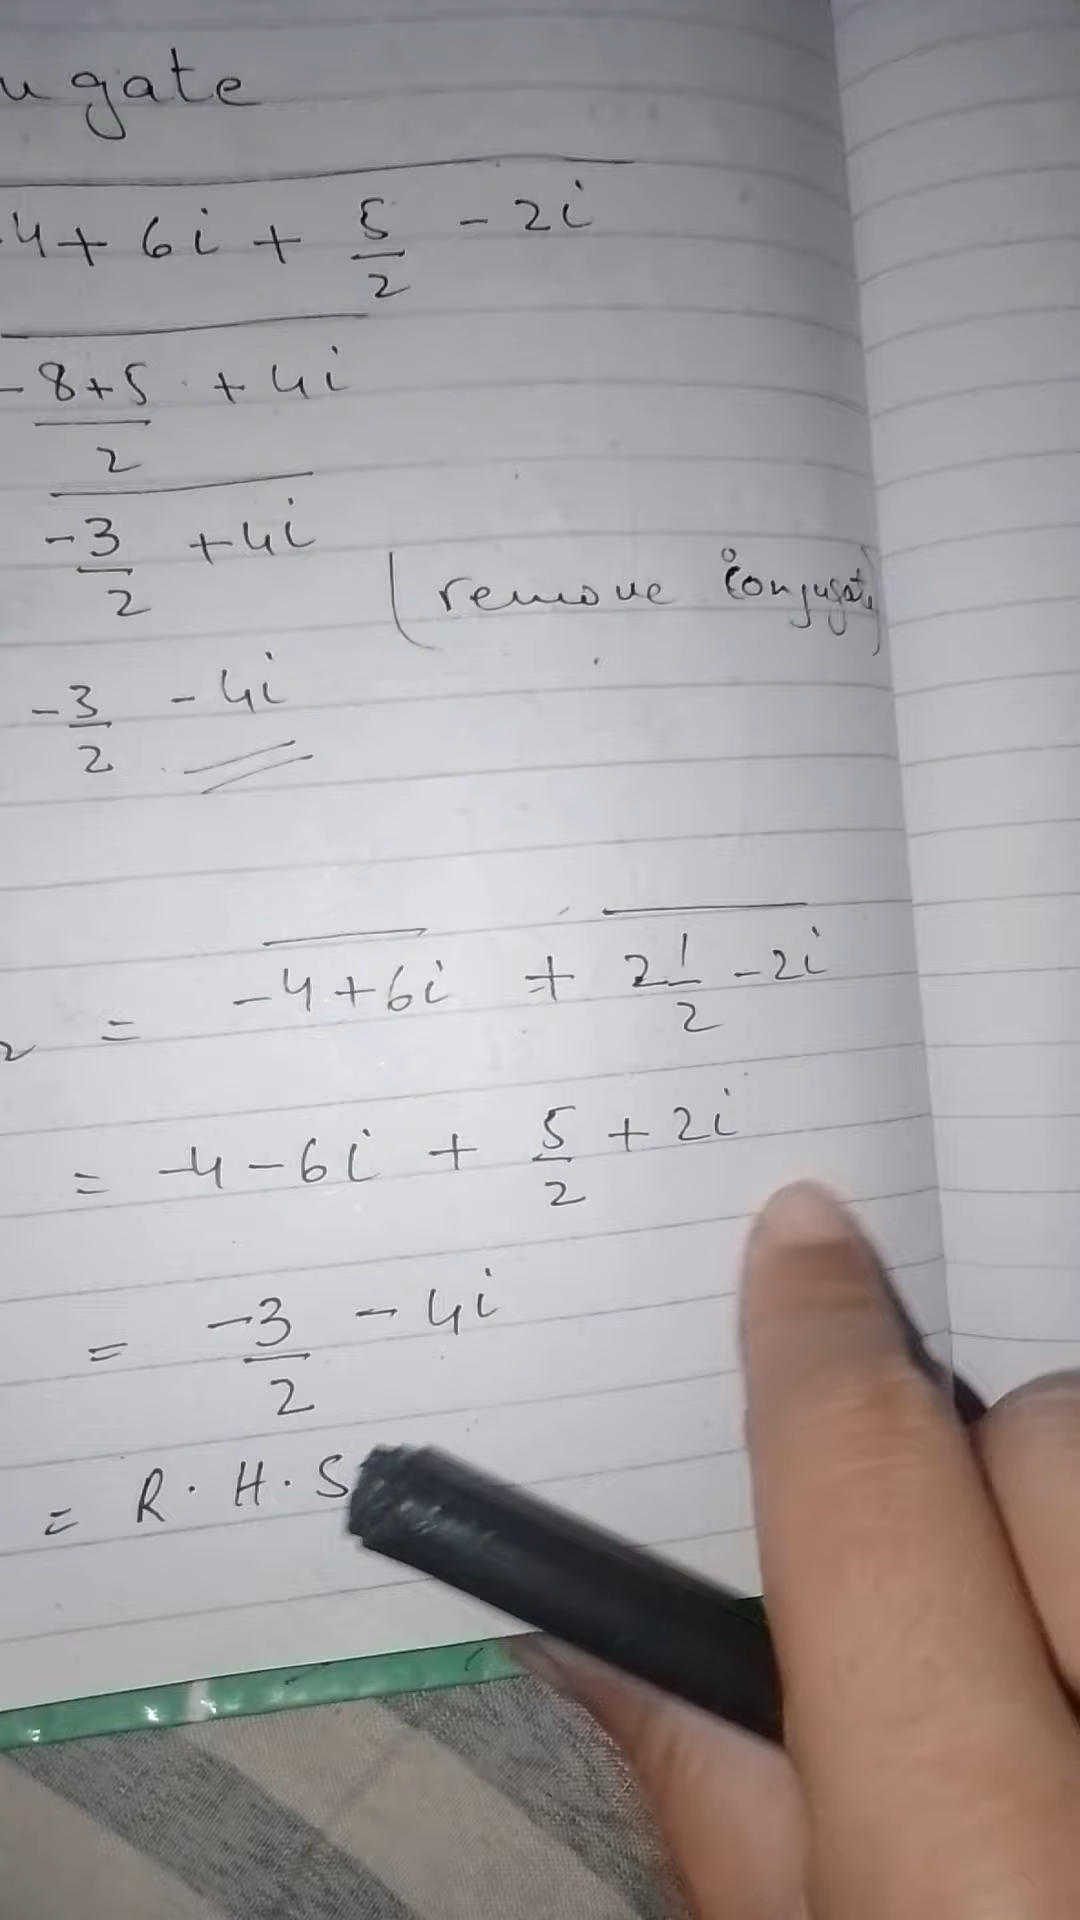 ugate
-4 + 6i + 5/2 - 2i
-8+5/2 + 4i
-3/2 + 4i (remove conjugate)
-3/2 - 4i
2 = -4+6i + 2 1/2 - 2i
= -4 - 6i + 5/2 + 2i
= -3/2 - 4i
= R.H.S